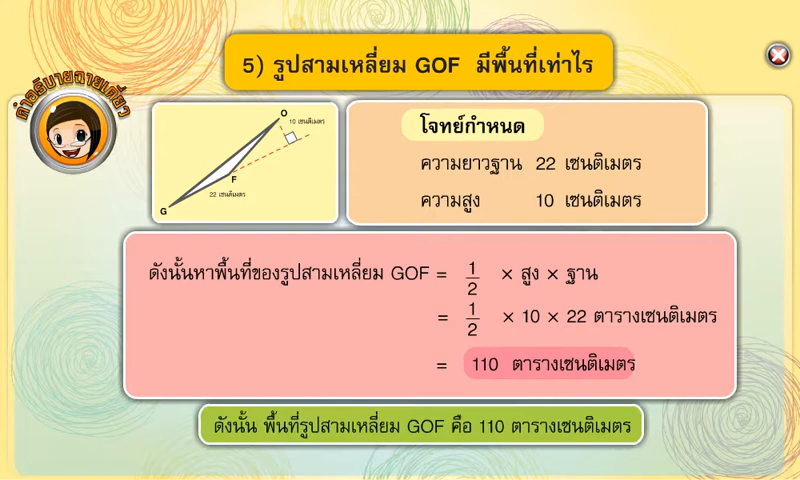 5) รูปสามเหลี่ยม GOF มีพื้นที่เท่าไร
คำอธิบายฉายเดี่ยว
O
10 เซนติเมตร
F
22 เซนติเมตร
G
โจทย์กำหนด
ความยาวฐาน 22 เซนติเมตร
ความสูง 10 เซนติเมตร
ดังนั้นหาพื้นที่ของรูปสามเหลี่ยม GOF = 1/2 × สูง × ฐาน
= 1/2 × 10 × 22 ตารางเซนติเมตร
= 110 ตารางเซนติเมตร
ดังนั้น พื้นที่รูปสามเหลี่ยม GOF คือ 110 ตารางเซนติเมตร